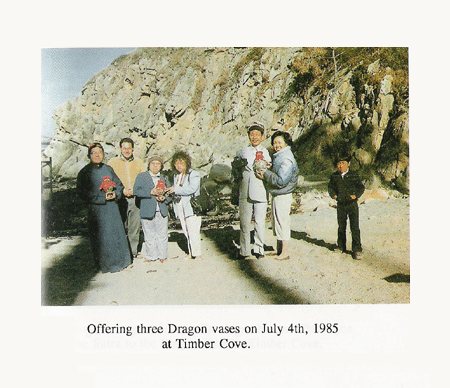 Offering three Dragon vases on July 4th, 1985
at Timber Cove.